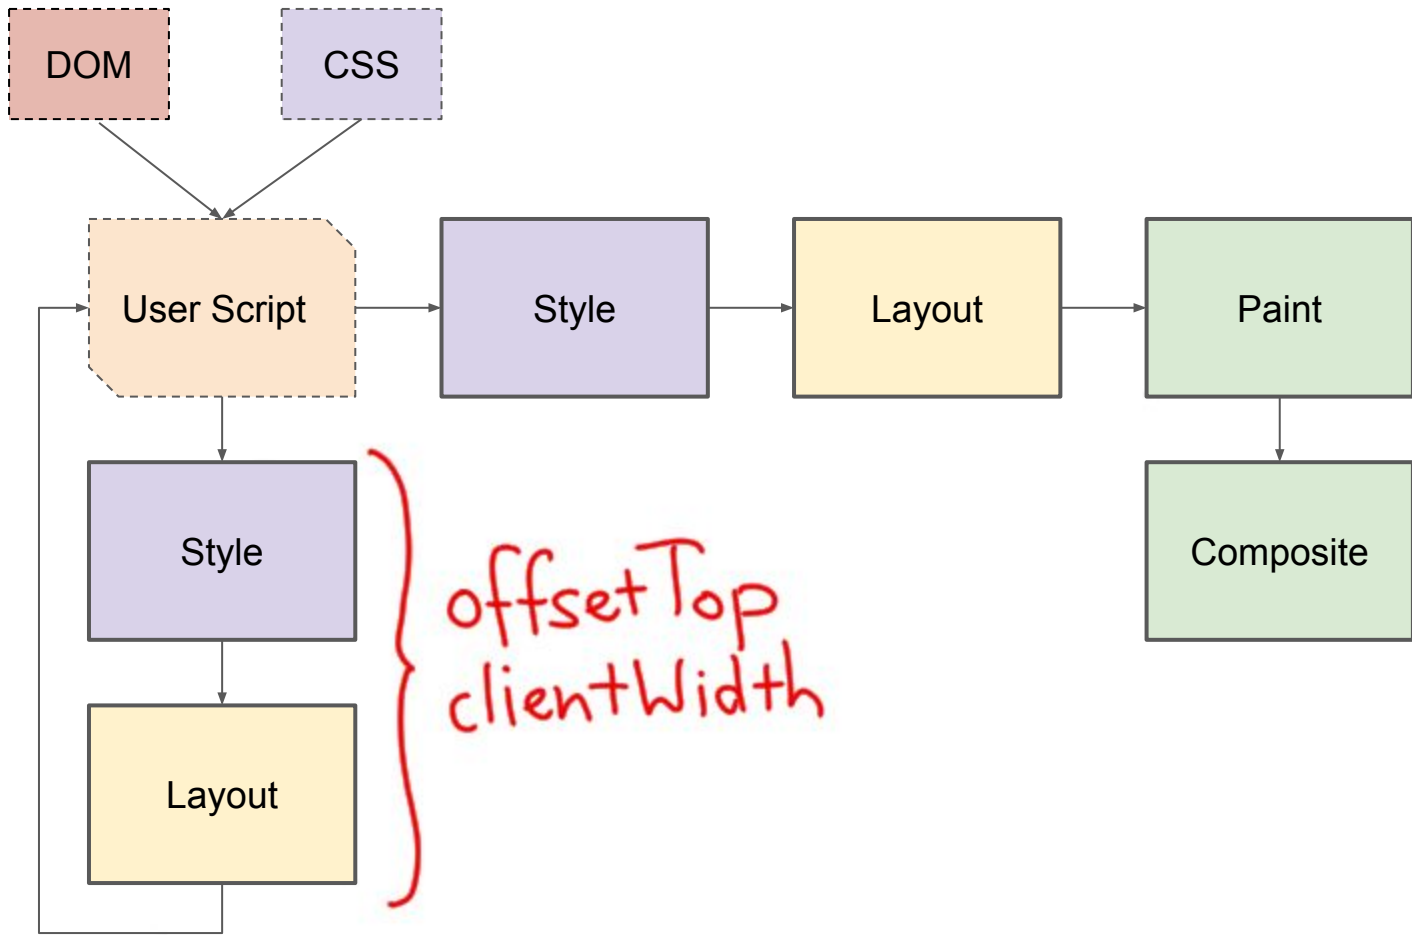 DOM
CSS
User Script
Style
Layout
Paint
Style
offsetTop
clientWidth
Composite
Layout